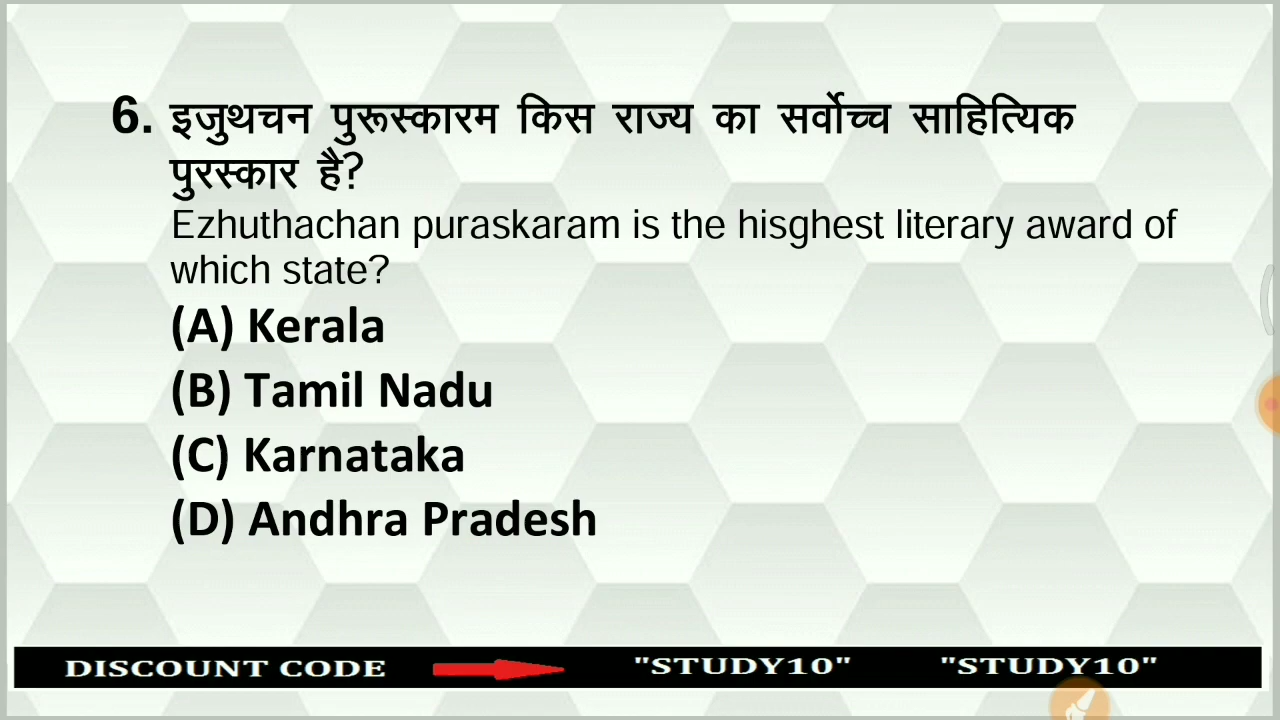 6. इजुथचन पुरूस्कारम किस राज्य का सर्वोच्च साहित्यिक
पुरस्कार है?
Ezhuthachan puraskaram is the hisghest literary award of
which state?
(A) Kerala
(B) Tamil Nadu
(C) Karnataka
(D) Andhra Pradesh
DISCOUNT CODE "STUDY10" "STUDY10"